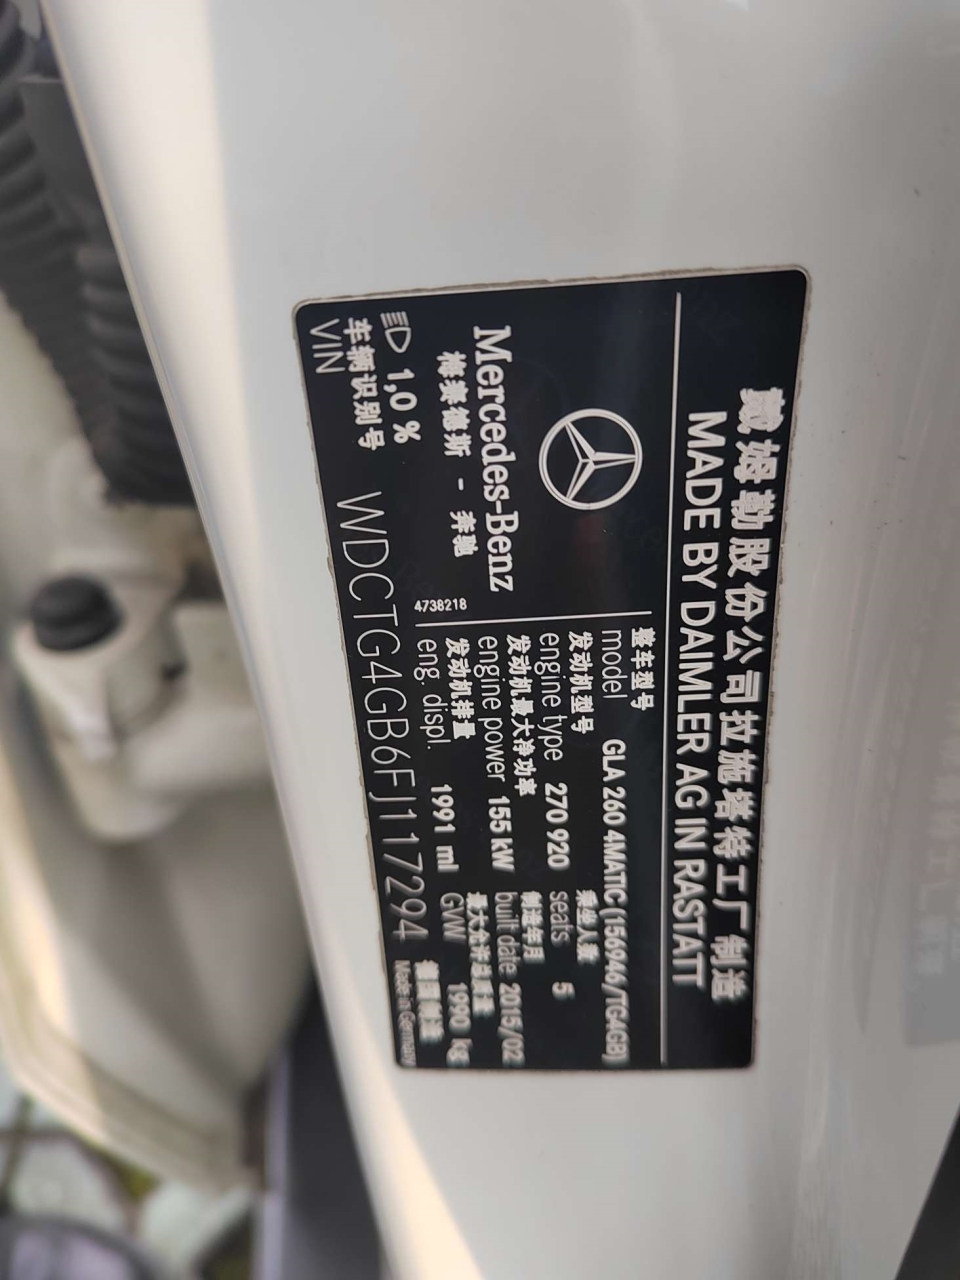 戴姆勒股份公司拉施塔特工厂制造
MADE BY DAIMLER AG IN RASTATT
Mercedes-Benz
梅赛德斯 - 奔驰
1,0 %
4738218
整车型号
model GLA 260 4MATIC (156946/TG4GB)
发动机型号
engine type 270 920
乘坐人数
seats 5
发动机最大净功率
engine power 155 kW
制造年月
built date 2015/02
发动机排量
eng. displ. 1991 ml
最大允许总质量
GVW 1990 kg
车辆识别号
VIN WDCTG4GB6FJ117294
德国制造
Made in Germany